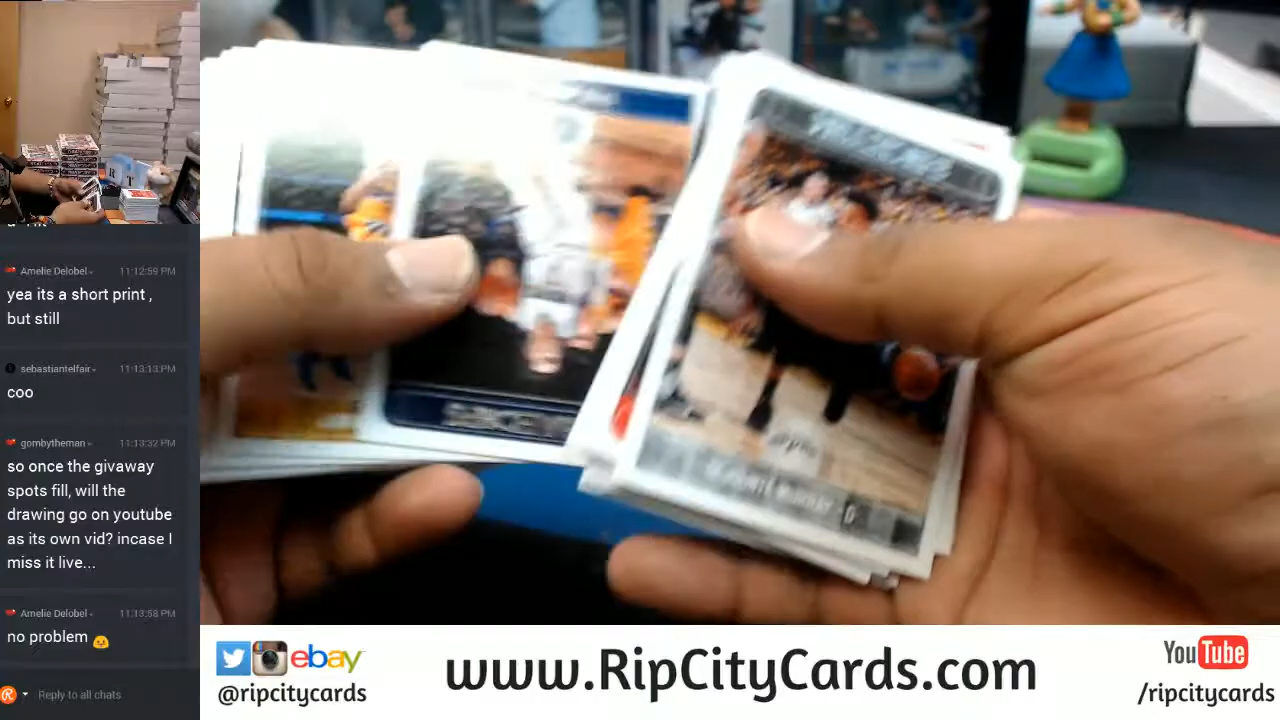 Amelie Delobel
11:12:59 PM
yea its a short print ,
but still
sebastiantelfair
11:13:13 PM
coo
gombytheman
11:13:32 PM
so once the givaway
spots fill, will the
drawing go on youtube
as its own vid? incase I
miss it live...
Amelie Delobel
11:13:58 PM
no problem
Reply to all chats
ebay
@ripcitycards
www.RipCityCards.com
YouTube
/ripcitycards